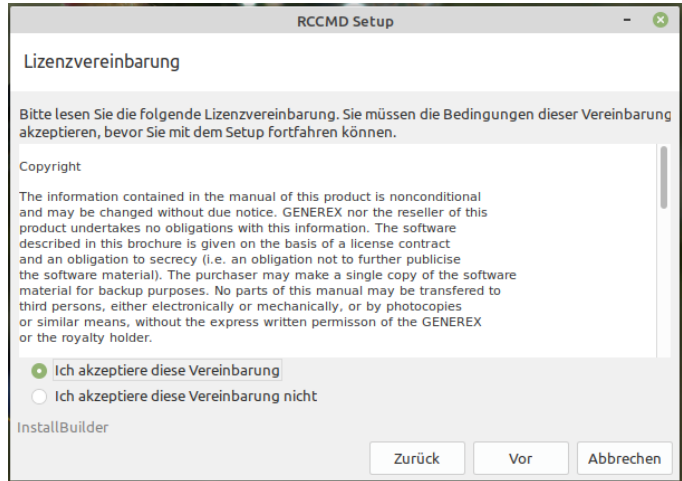 RCCMD Setup
Lizenzvereinbarung
Bitte lesen Sie die folgende Lizenzvereinbarung. Sie müssen die Bedingungen dieser Vereinbarung
akzeptieren, bevor Sie mit dem Setup fortfahren können.
Copyright
The information contained in the manual of this product is nonconditional
and may be changed without due notice. GENEREX nor the reseller of this
product undertakes no obligations with this information. The software
described in this brochure is given on the basis of a license contract
and an obligation to secrecy (i.e. an obligation not to further publicise
the software material). The purchaser may make a single copy of the software
material for backup purposes. No parts of this manual may be transfered to
third persons, either electronically or mechanically, or by photocopies
or similar means, without the express written permisson of the GENEREX
or the royalty holder.
Ich akzeptiere diese Vereinbarung
Ich akzeptiere diese Vereinbarung nicht
InstallBuilder
Zurück Vor Abbrechen